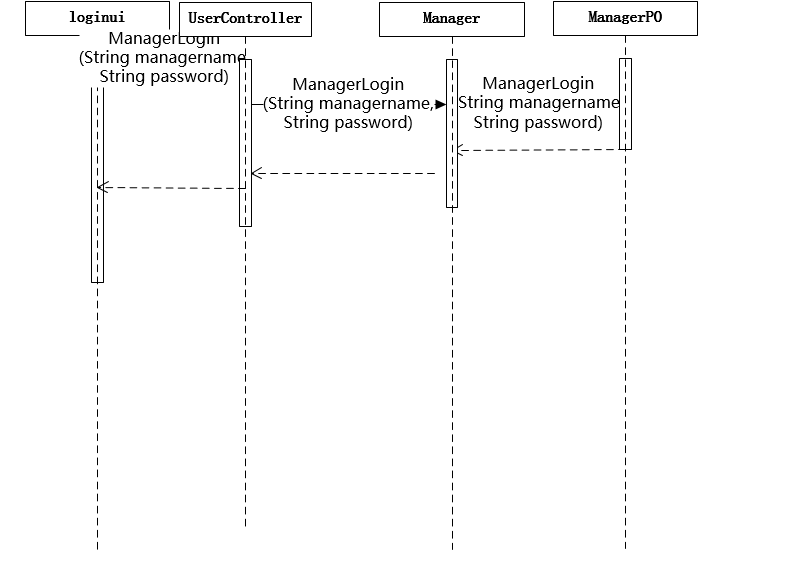 loginui
UserController
Manager
ManagerPO
ManagerLogin
(String managername
String password)
ManagerLogin
(String managername,
String password)
ManagerLogin
String managername
String password)